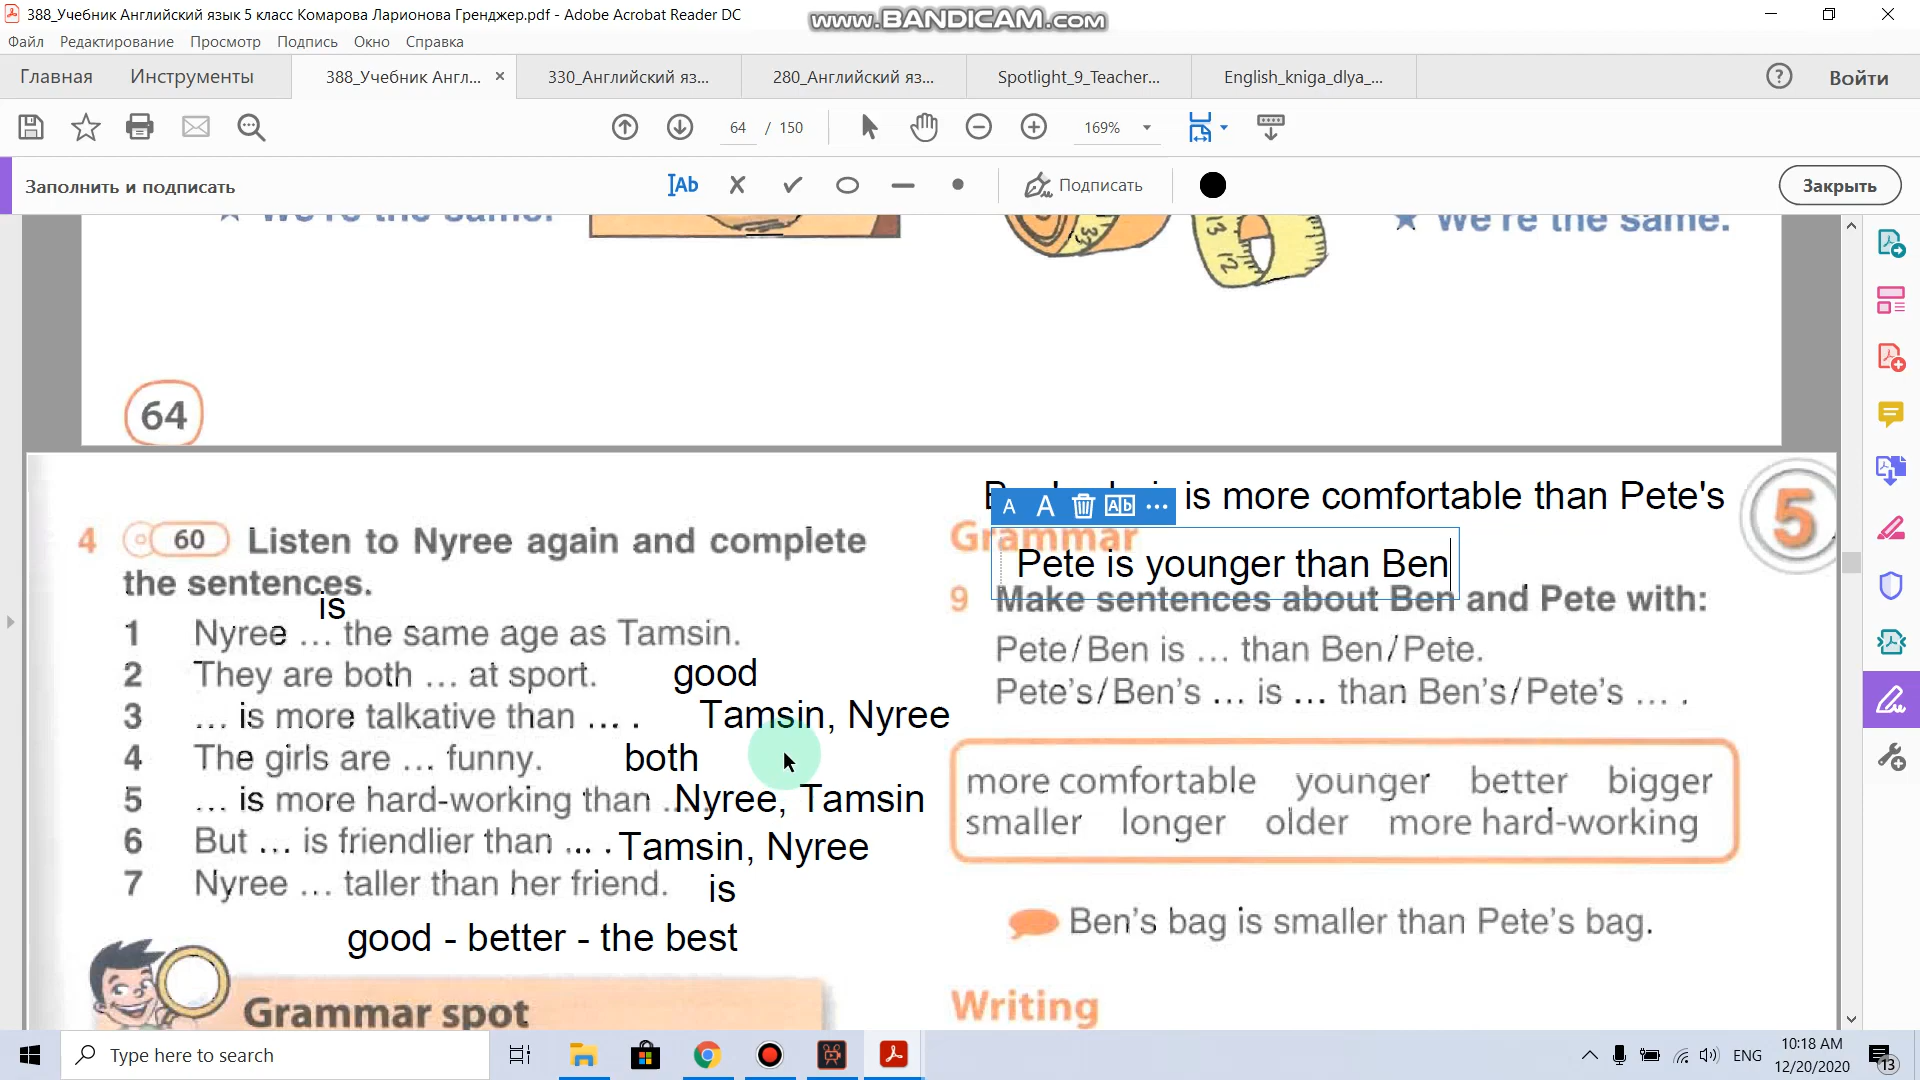 388_Учебник Английский язык 5 класс Комарова Ларионова Гренджер.pdf - Adobe Acrobat Reader DC
www.BANDICAM.com
Файл Редактирование Просмотр Подпись Окно Справка
Главная Инструменты 388_Учебник Англ... × 330_Английский яз... 280_Английский яз... Spotlight_9_Teacher... English_kniga_dlya_... Войти
64 / 150 169%
Заполнить и подписать Ab Подписать Закрыть
★ We're the same. ★ We're the same.
64
is more comfortable than Pete's
5
A A Ab ...
Grammar
Pete is younger than Ben
4 60 Listen to Nyree again and complete
the sentences.
is
1 Nyree ... the same age as Tamsin.
2 They are both ... at sport. good
3 ... is more talkative than ... . Tamsin, Nyree
4 The girls are ... funny. both
5 ... is more hard-working than ... Nyree, Tamsin
6 But ... is friendlier than ... . Tamsin, Nyree
7 Nyree ... taller than her friend. is
good - better - the best
Grammar spot
9 Make sentences about Ben and Pete with:
Pete/Ben is ... than Ben/Pete.
Pete's/Ben's ... is ... than Ben's/Pete's ... .
more comfortable younger better bigger
smaller longer older more hard-working
Ben's bag is smaller than Pete's bag.
Writing
Type here to search
ENG 10:18 AM
12/20/2020
13